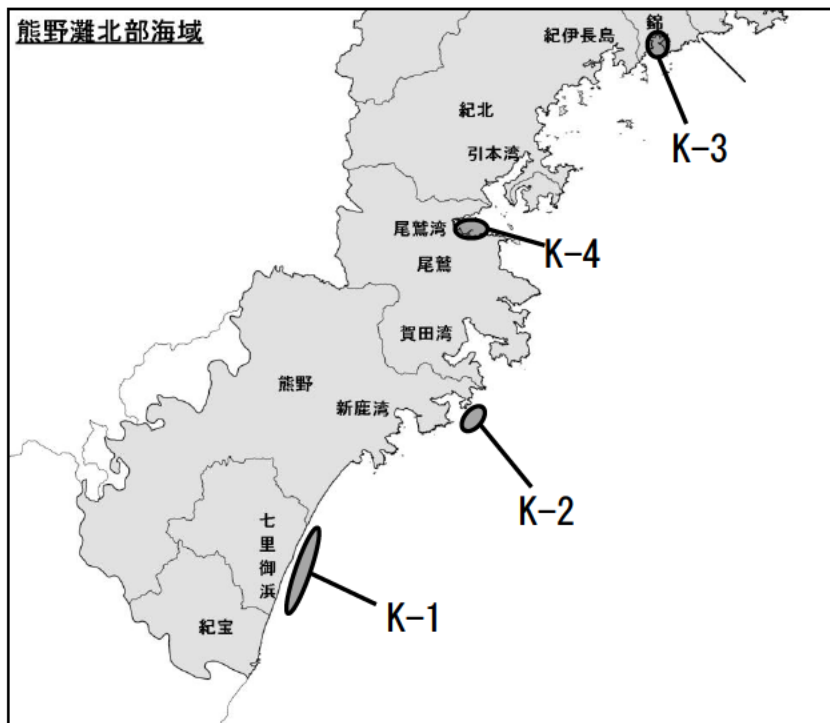 熊野灘北部海域
錦
紀伊長島
K-3
紀北
引本湾
尾鷲湾
K-4
尾鷲
賀田湾
熊野
新鹿湾
K-2
七里御浜
K-1
紀宝